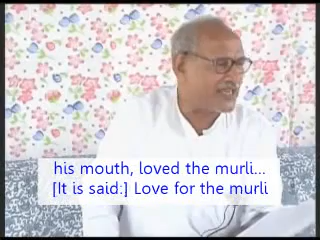 his mouth, loved the murli...
[It is said:] Love for the murli